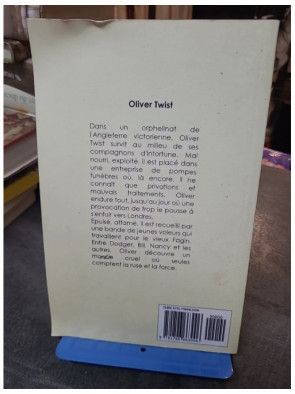 Oliver Twist
Dans un orphelinat de
l'Angleterre victorienne, Oliver
Twist survit au milieu de ses
compagnons d'infortune. Mal
nourri, exploité, il est placé dans
une entreprise de pompes
funèbres où, là encore, il ne
connaît que privations et
mauvais traitements. Oliver
endure tout, jusqu'au jour où une
provocation de trop le pousse à
s'enfuir vers Londres.
Epuisé, affamé, il est recueilli par
une bande de jeunes voleurs qui
travaillent pour le vieux Fagin.
Entre Dodger, Bill, Nancy et les
autres, Oliver découvre un
monde cruel où seules
comptent la ruse et la force.